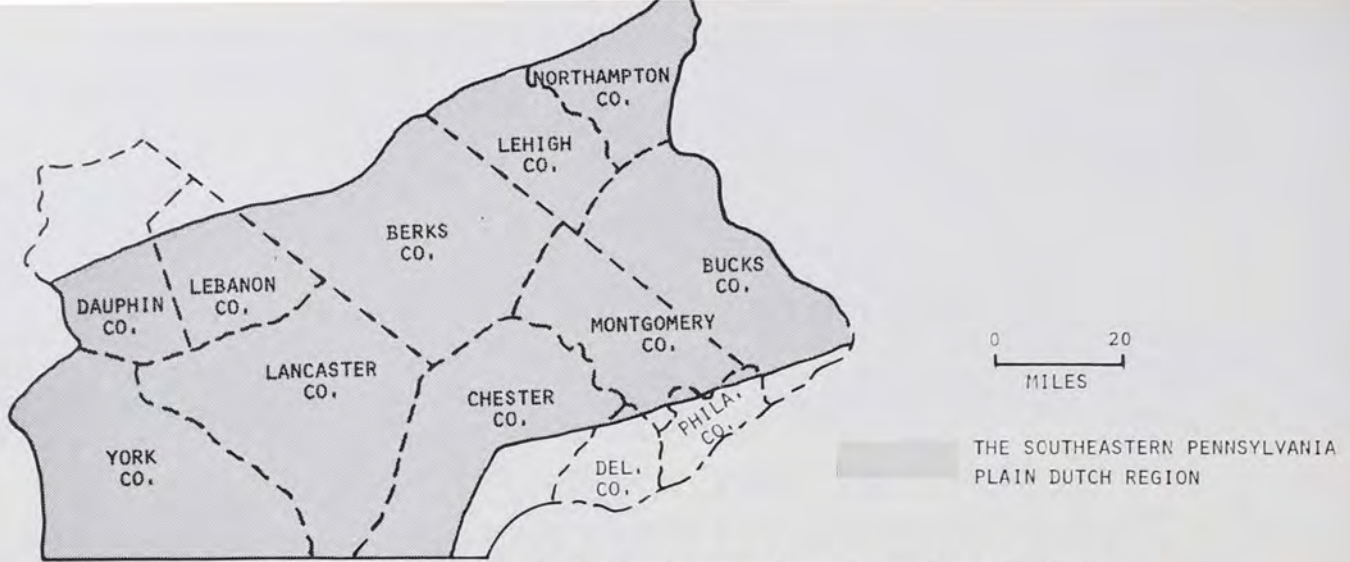 NORTHAMPTON
CO.
LEHIGH
CO.
BERKS
CO.
BUCKS
CO.
LEBANON
CO.
DAUPHIN
CO.
MONTGOMERY
CO.
LANCASTER
CO.
CHESTER
CO.
PHILA.
CO.
YORK
CO.
DEL.
CO.
0 20
MILES
THE SOUTHEASTERN PENNSYLVANIA
PLAIN DUTCH REGION